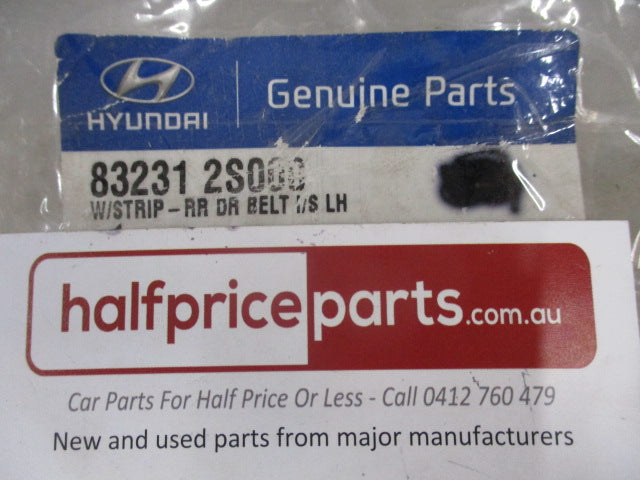 HYUNDAI
Genuine Parts
83231 2S000
W/STRIP-RR DR BELT I/S LH
halfpriceparts.com.au
Car Parts For Half Price Or Less - Call 0412 760 479
New and used parts from major manufacturers